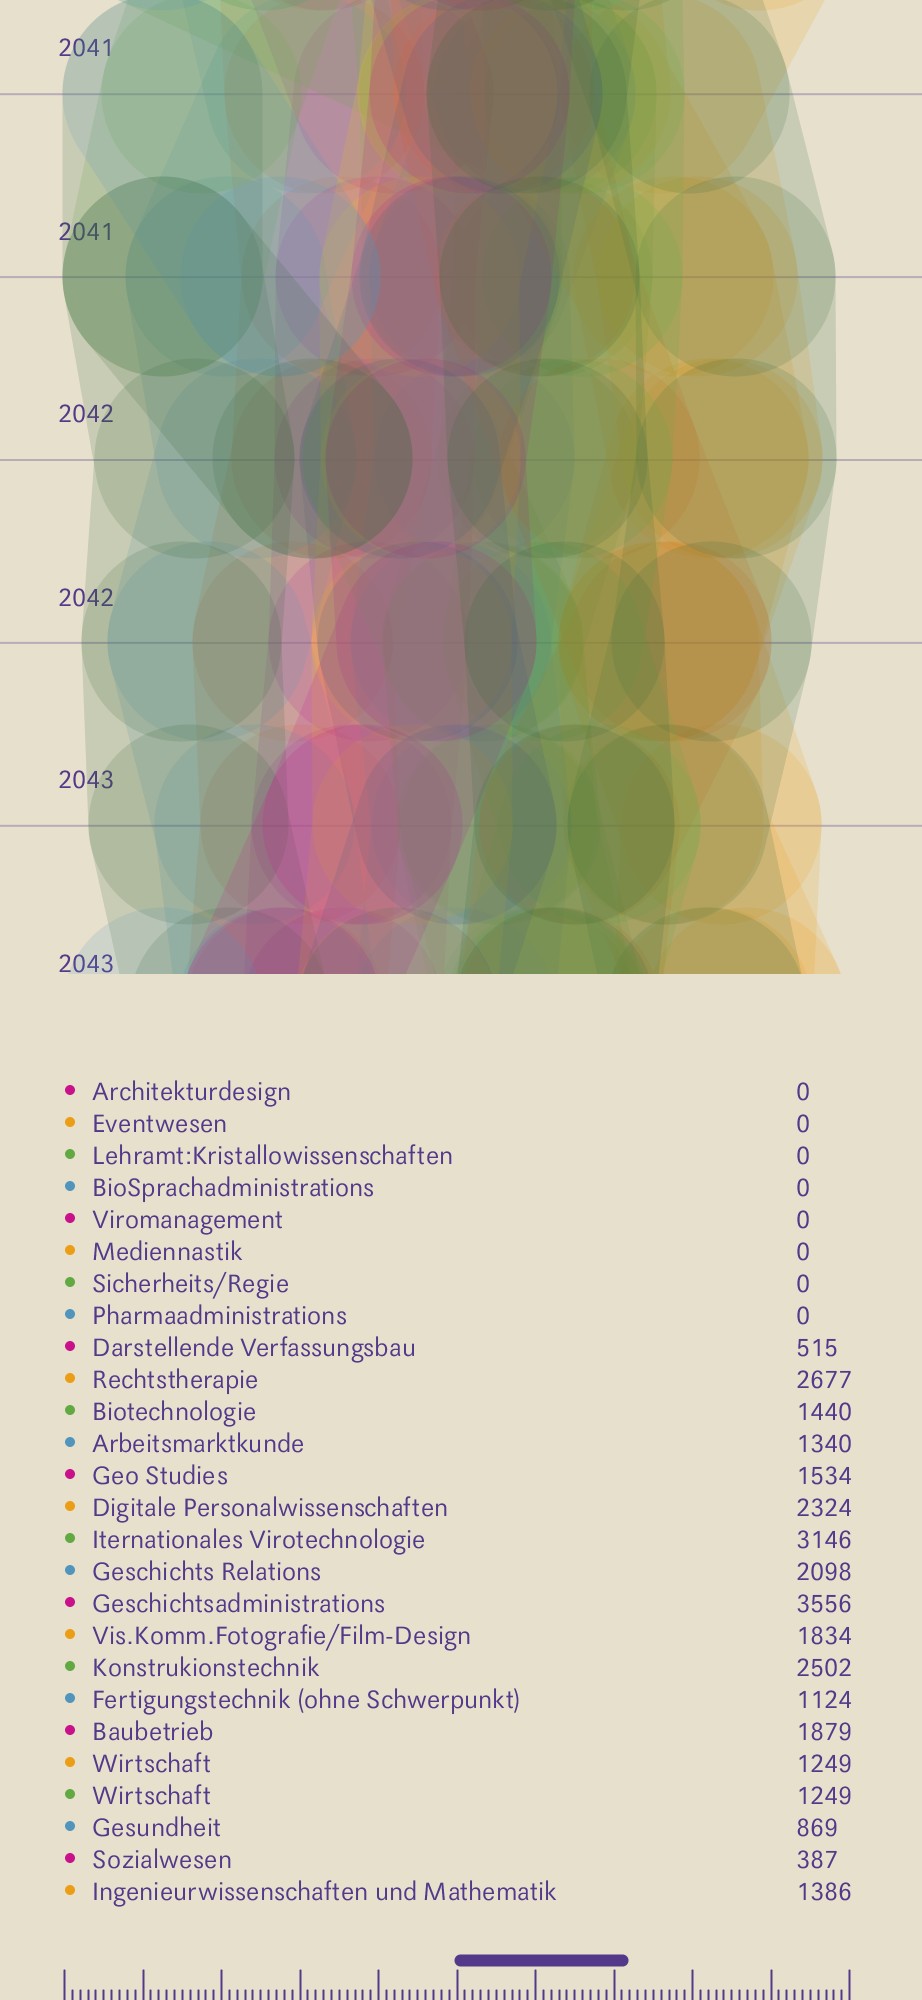 2041
2041
2042
2042
2043
2043
Architekturdesign 0
Eventwesen 0
Lehramt:Kristallowissenschaften 0
BioSprachadministrations 0
Viromanagement 0
Mediennastik 0
Sicherheits/Regie 0
Pharmaadministrations 0
Darstellende Verfassungsbau 515
Rechtstherapie 2677
Biotechnologie 1440
Arbeitsmarktkunde 1340
Geo Studies 1534
Digitale Personalwissenschaften 2324
Iternationales Virotechnologie 3146
Geschichts Relations 2098
Geschichtsadministrations 3556
Vis.Komm.Fotografie/Film-Design 1834
Konstrukionstechnik 2502
Fertigungstechnik (ohne Schwerpunkt) 1124
Baubetrieb 1879
Wirtschaft 1249
Wirtschaft 1249
Gesundheit 869
Sozialwesen 387
Ingenieurwissenschaften und Mathematik 1386